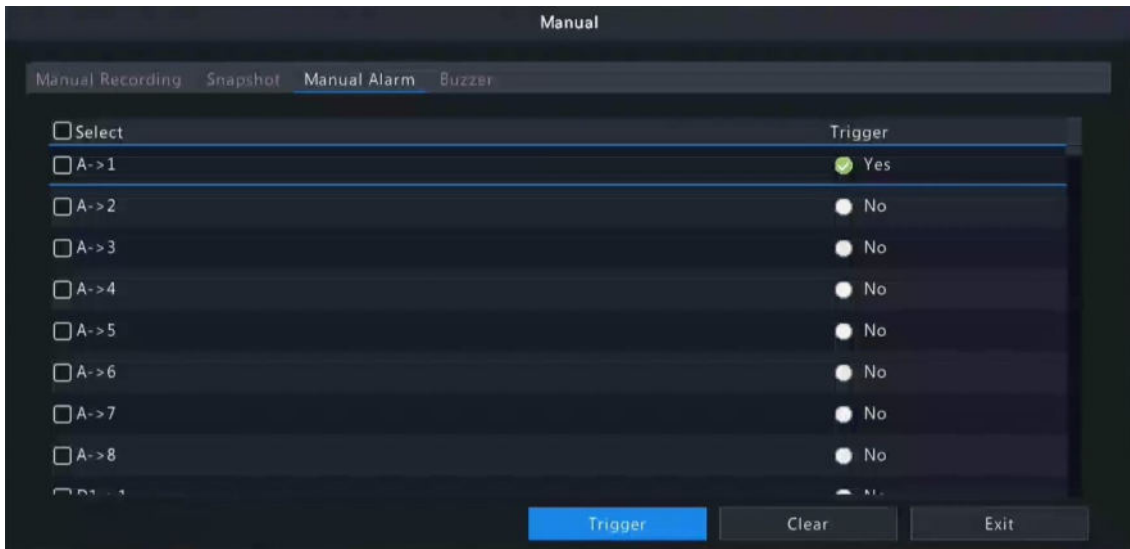 Manual
Manual Recording Snapshot Manual Alarm Buzzer
Select Trigger
A->1 Yes
A->2 No
A->3 No
A->4 No
A->5 No
A->6 No
A->7 No
A->8 No
Trigger Clear Exit